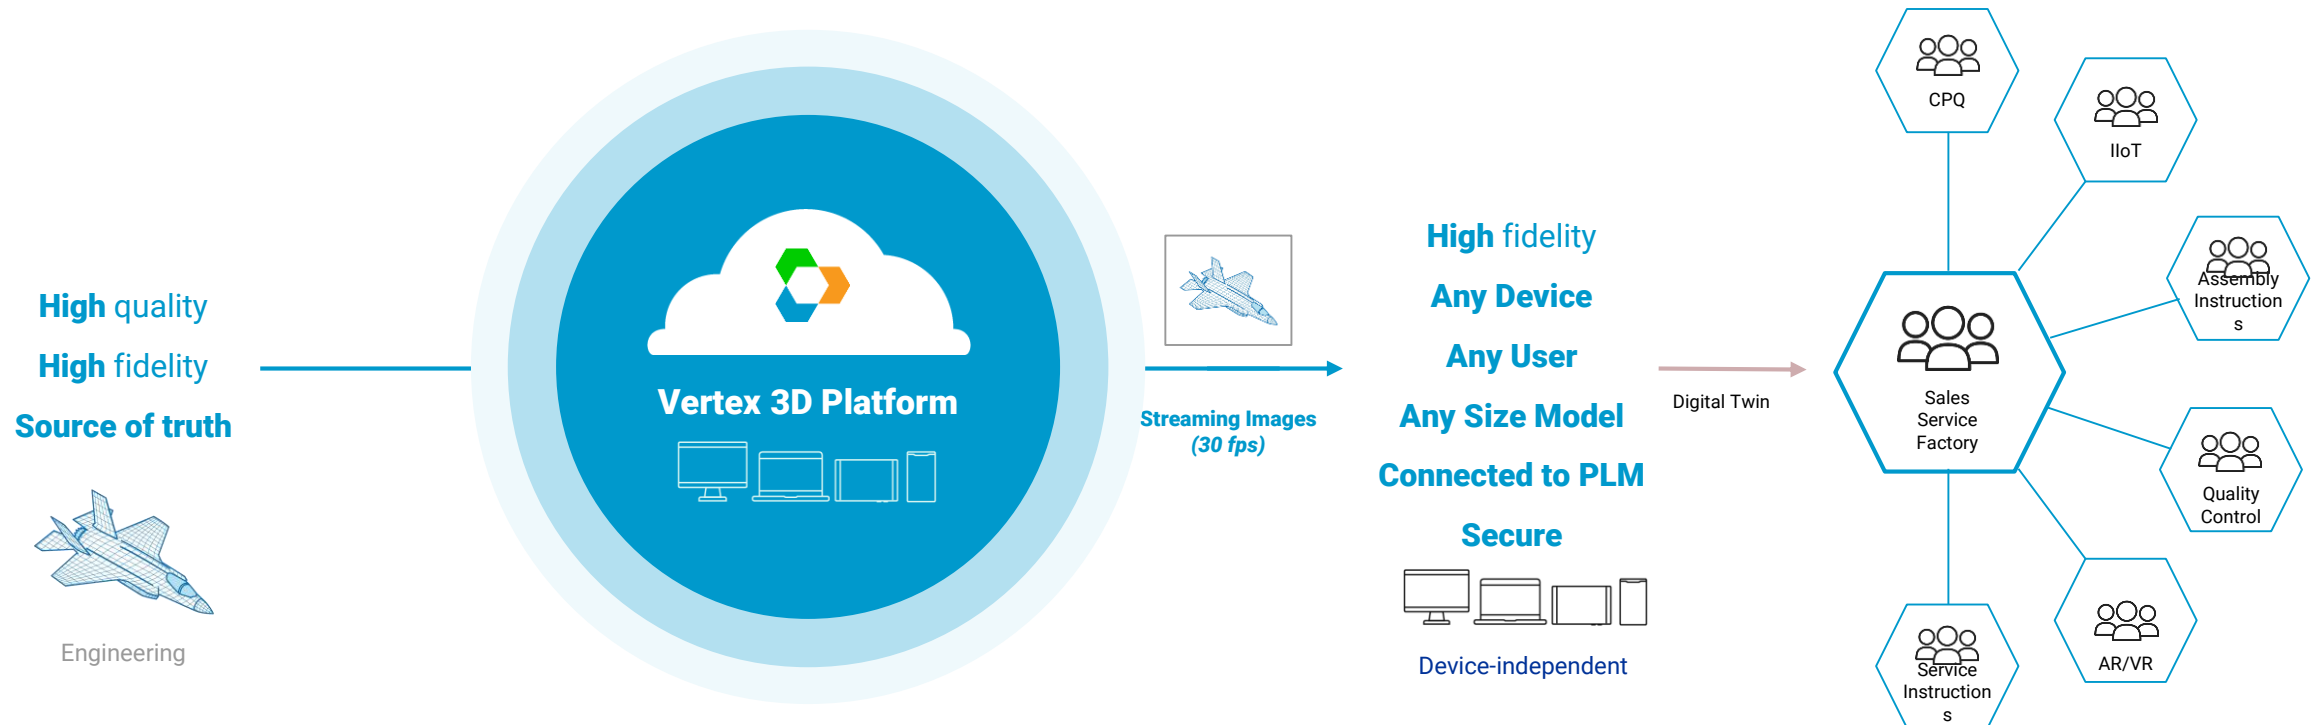 High quality
High fidelity
Source of truth
Engineering
Vertex 3D Platform
Streaming Images
(30 fps)
High fidelity
Any Device
Any User
Any Size Model
Connected to PLM
Secure
Device-independent
Digital Twin
Sales
Service
Factory
CPQ
IIoT
Assembly
Instruction
s
Quality
Control
AR/VR
Service
Instruction
s